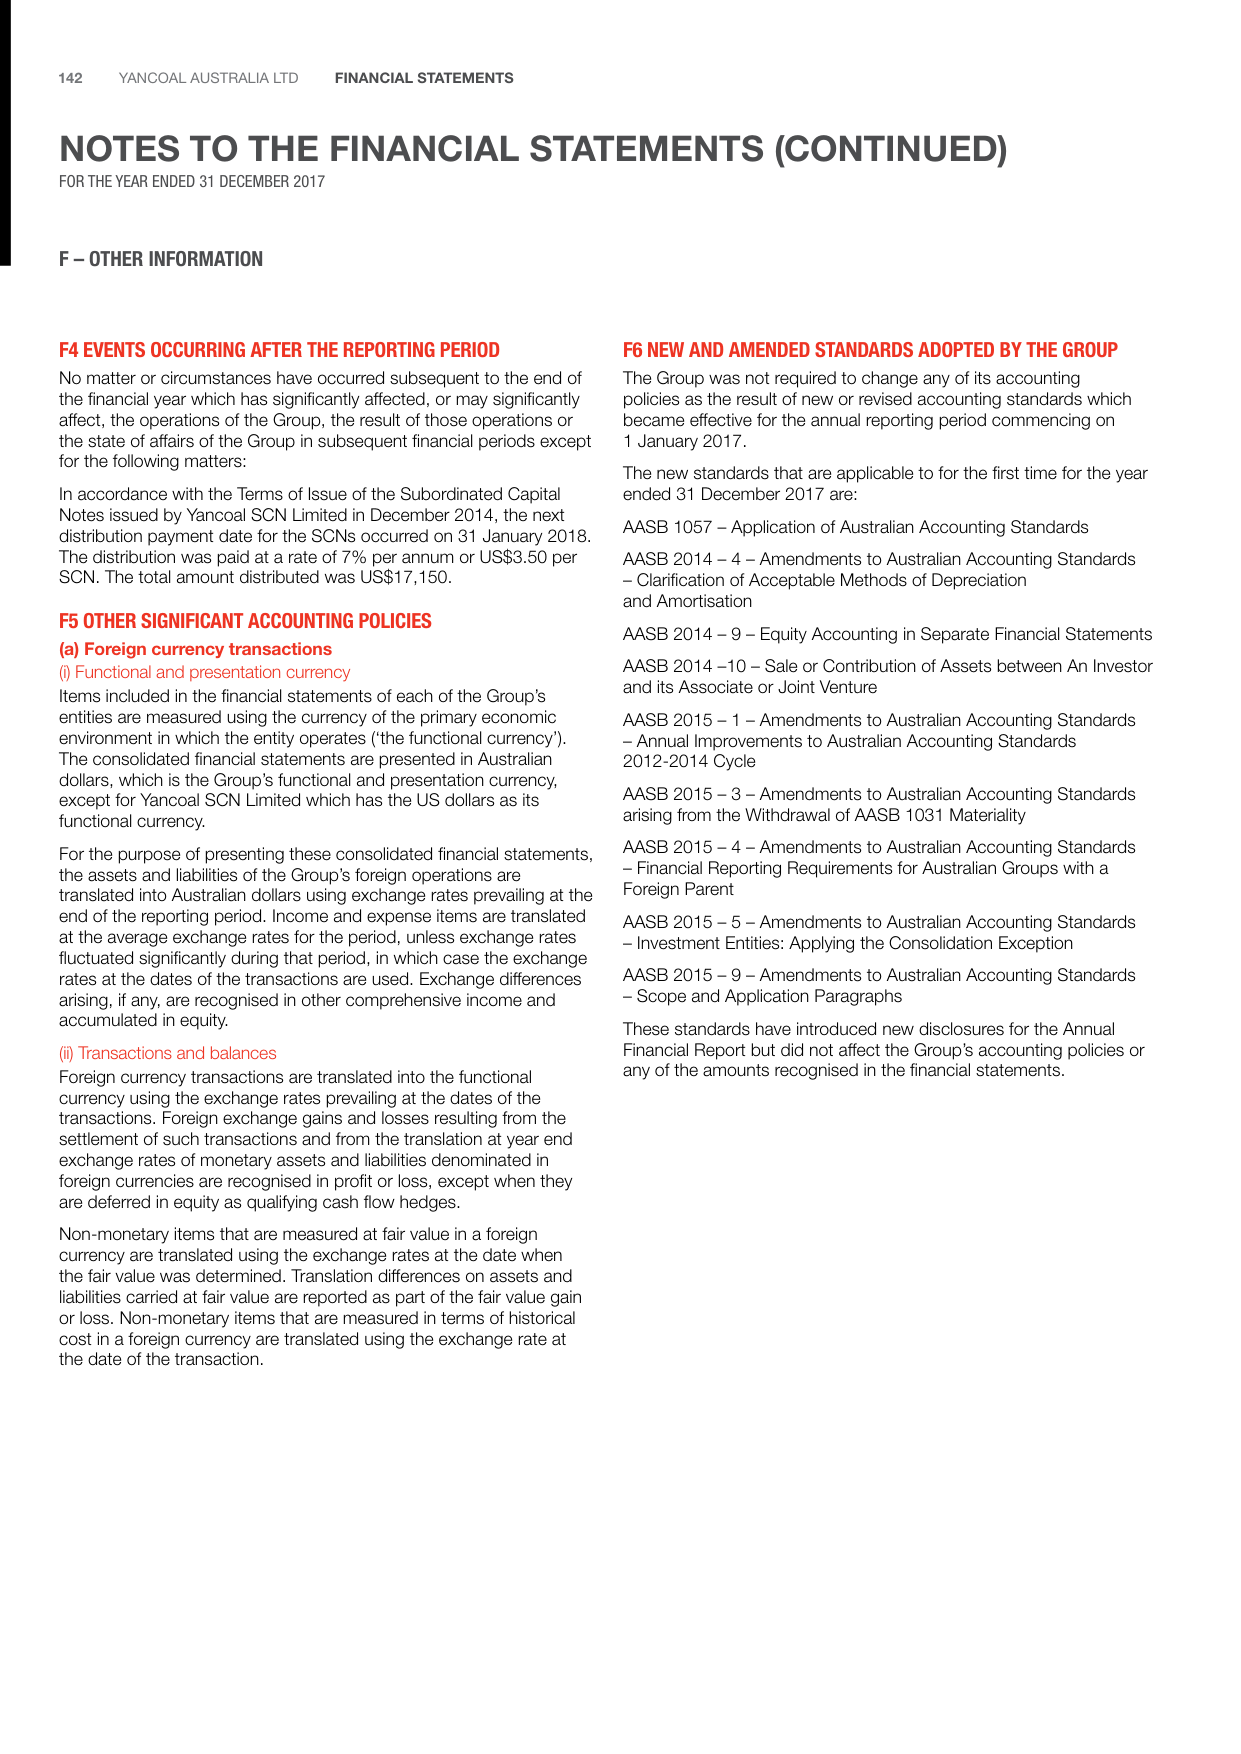 142 YANCOAL AUSTRALIA LTD FINANCIAL STATEMENTS
NOTES TO THE FINANCIAL STATEMENTS (CONTINUED)
FOR THE YEAR ENDED 31 DECEMBER 2017
F – OTHER INFORMATION
F4 EVENTS OCCURRING AFTER THE REPORTING PERIOD
No matter or circumstances have occurred subsequent to the end of
the financial year which has significantly affected, or may significantly
affect, the operations of the Group, the result of those operations or
the state of affairs of the Group in subsequent financial periods except
for the following matters:
In accordance with the Terms of Issue of the Subordinated Capital
Notes issued by Yancoal SCN Limited in December 2014, the next
distribution payment date for the SCNs occurred on 31 January 2018.
The distribution was paid at a rate of 7% per annum or US$3.50 per
SCN. The total amount distributed was US$17,150.
F5 OTHER SIGNIFICANT ACCOUNTING POLICIES
(a) Foreign currency transactions
(i) Functional and presentation currency
Items included in the financial statements of each of the Group’s
entities are measured using the currency of the primary economic
environment in which the entity operates (‘the functional currency’).
The consolidated financial statements are presented in Australian
dollars, which is the Group’s functional and presentation currency,
except for Yancoal SCN Limited which has the US dollars as its
functional currency.
For the purpose of presenting these consolidated financial statements,
the assets and liabilities of the Group’s foreign operations are
translated into Australian dollars using exchange rates prevailing at the
end of the reporting period. Income and expense items are translated
at the average exchange rates for the period, unless exchange rates
fluctuated significantly during that period, in which case the exchange
rates at the dates of the transactions are used. Exchange differences
arising, if any, are recognised in other comprehensive income and
accumulated in equity.
(ii) Transactions and balances
Foreign currency transactions are translated into the functional
currency using the exchange rates prevailing at the dates of the
transactions. Foreign exchange gains and losses resulting from the
settlement of such transactions and from the translation at year end
exchange rates of monetary assets and liabilities denominated in
foreign currencies are recognised in profit or loss, except when they
are deferred in equity as qualifying cash flow hedges.
Non-monetary items that are measured at fair value in a foreign
currency are translated using the exchange rates at the date when
the fair value was determined. Translation differences on assets and
liabilities carried at fair value are reported as part of the fair value gain
or loss. Non-monetary items that are measured in terms of historical
cost in a foreign currency are translated using the exchange rate at
the date of the transaction.
F6 NEW AND AMENDED STANDARDS ADOPTED BY THE GROUP
The Group was not required to change any of its accounting
policies as the result of new or revised accounting standards which
became effective for the annual reporting period commencing on
1 January 2017.
The new standards that are applicable to for the first time for the year
ended 31 December 2017 are:
AASB 1057 – Application of Australian Accounting Standards
AASB 2014 – 4 – Amendments to Australian Accounting Standards
– Clarification of Acceptable Methods of Depreciation
and Amortisation
AASB 2014 – 9 – Equity Accounting in Separate Financial Statements
AASB 2014 –10 – Sale or Contribution of Assets between An Investor
and its Associate or Joint Venture
AASB 2015 – 1 – Amendments to Australian Accounting Standards
– Annual Improvements to Australian Accounting Standards
2012-2014 Cycle
AASB 2015 – 3 – Amendments to Australian Accounting Standards
arising from the Withdrawal of AASB 1031 Materiality
AASB 2015 – 4 – Amendments to Australian Accounting Standards
– Financial Reporting Requirements for Australian Groups with a
Foreign Parent
AASB 2015 – 5 – Amendments to Australian Accounting Standards
– Investment Entities: Applying the Consolidation Exception
AASB 2015 – 9 – Amendments to Australian Accounting Standards
– Scope and Application Paragraphs
These standards have introduced new disclosures for the Annual
Financial Report but did not affect the Group’s accounting policies or
any of the amounts recognised in the financial statements.